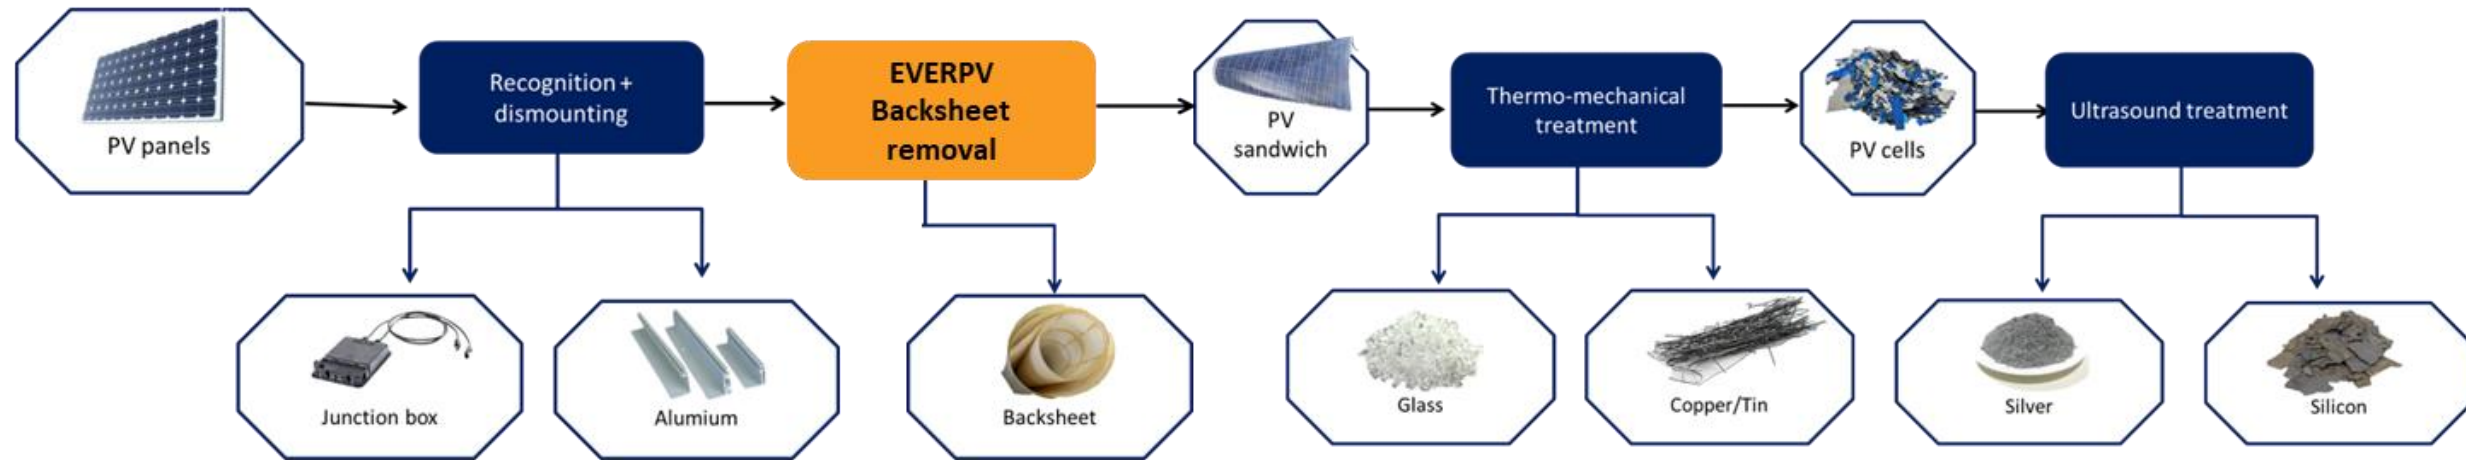 PV panels
Recognition +
dismounting
EVERPV
Backsheet
removal
PV
sandwich
Thermo-mechanical
treatment
PV cells
Ultrasound treatment
Junction box
Alumium
Backsheet
Glass
Copper/Tin
Silver
Silicon